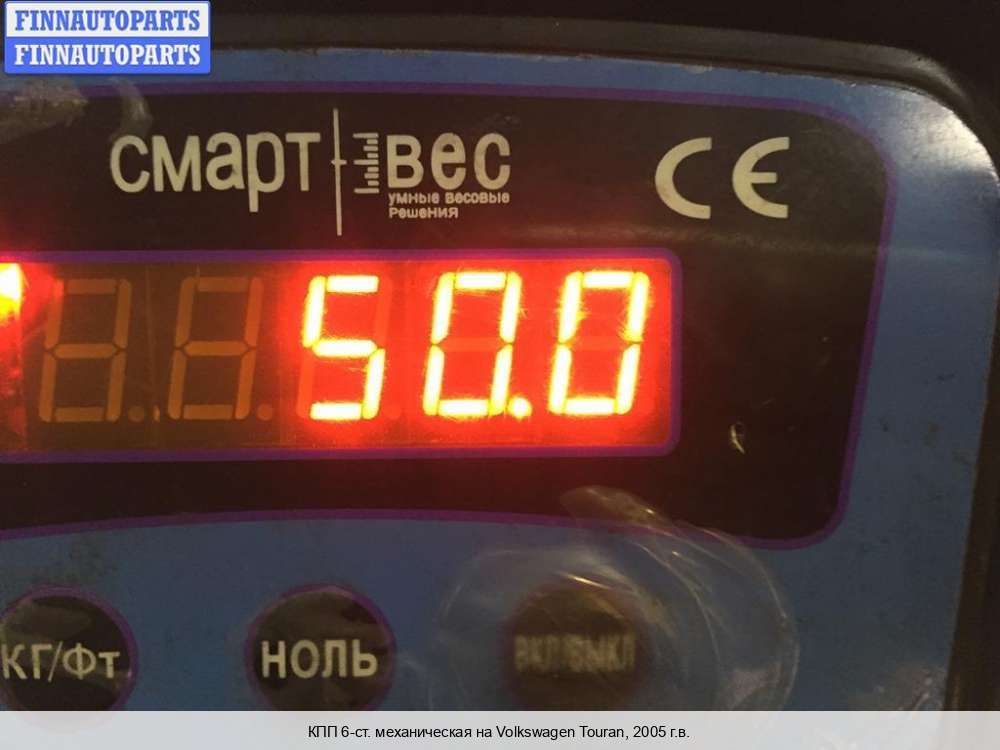 FINNAUTOPARTS
FINNAUTOPARTS
СМАРТ ВЕС
умные весовые
Решения
CE
50.0
КГ/Фт
НОЛЬ
ВКЛ/ВЫКЛ
КПП 6-ст. механическая на Volkswagen Touran, 2005 г.в.